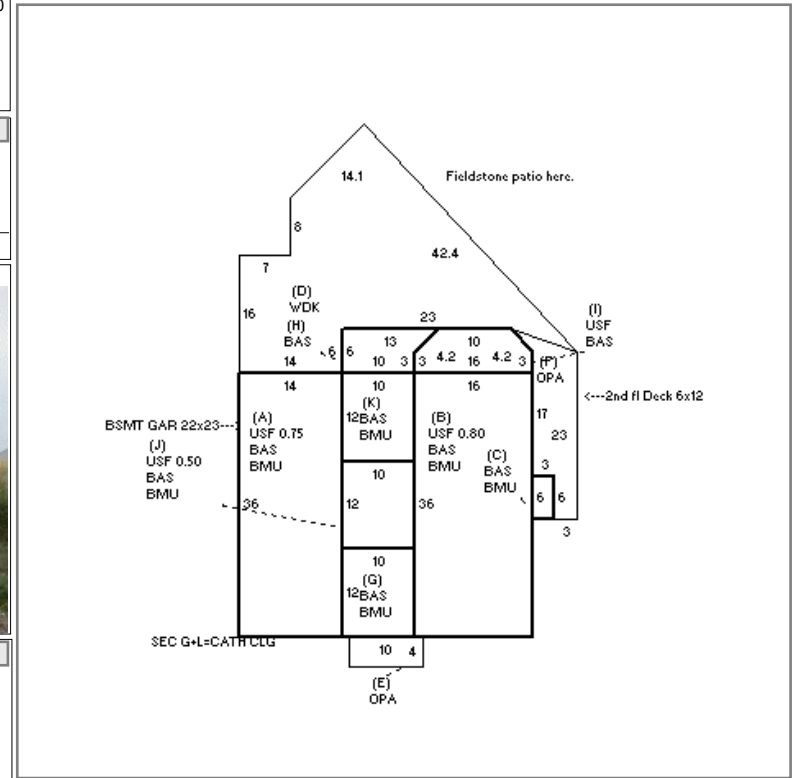 14.1
Fieldstone patio here.
8
42.4
7
(D)
WDK
16
23
(I)
USF
BAS
(H)
BAS
13
10
6
6
14
10
3
3
4.2
16
4.2
3
(F)
OPA
14
10
16
<---2nd fl Deck 6x12
(K)
12BAS
BMU
(A)
USF 0.75
BAS
BMU
(B)
USF 0.80
BAS
BMU
17
BSMT GAR 22x23---
23
(J)
USF 0.50
BAS
BMU
(C)
BAS
BMU
3
10
36
12
36
6
6
3
10
(G)
12BAS
BMU
SEC G+L=CATH CLG
10
4
(E)
OPA